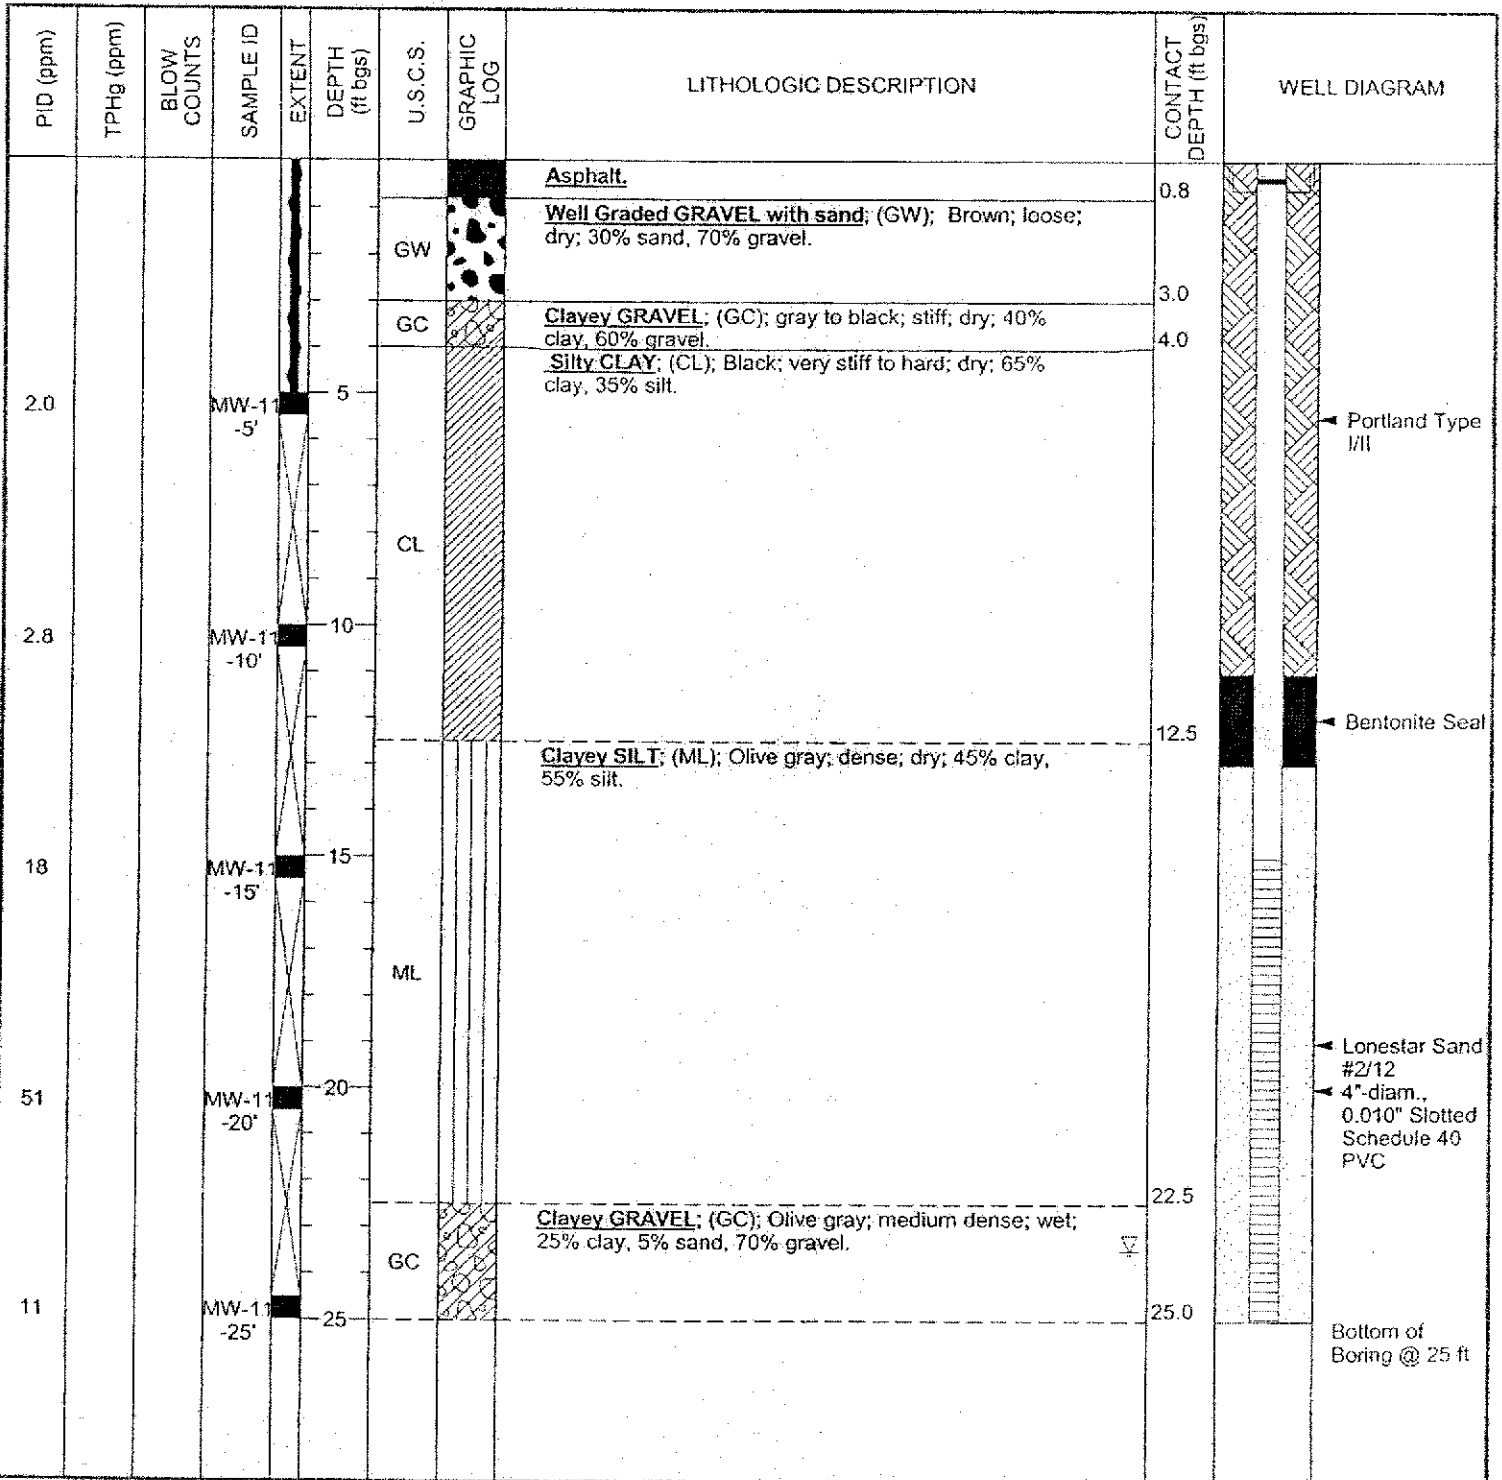 PID (ppm)
TPHg (ppm)
BLOW
COUNTS
SAMPLE ID
EXTENT
DEPTH
(ft bgs)
U.S.C.S.
GRAPHIC
LOG
LITHOLOGIC DESCRIPTION
CONTACT
DEPTH (ft bgs)
WELL DIAGRAM
Asphalt.
0.8
Well Graded GRAVEL with sand; (GW); Brown; loose;
dry; 30% sand, 70% gravel.
GW
3.0
Clayey GRAVEL; (GC); gray to black; stiff; dry; 40%
clay, 60% gravel.
GC
4.0
Silty CLAY; (CL); Black; very stiff to hard; dry; 65%
clay, 35% silt.
2.0
MW-11
-5'
5
Portland Type
I/II
CL
2.8
MW-11
-10'
10
Bentonite Seal
12.5
Clayey SILT; (ML); Olive gray; dense; dry; 45% clay,
55% silt.
18
MW-11
-15'
15
ML
Lonestar Sand
#2/12
4"-diam.,
0.010" Slotted
Schedule 40
PVC
51
MW-11
-20'
20
22.5
Clayey GRAVEL; (GC); Olive gray; medium dense; wet;
25% clay, 5% sand, 70% gravel.
GC
11
MW-11
-25'
25
25.0
Bottom of
Boring @ 25 ft